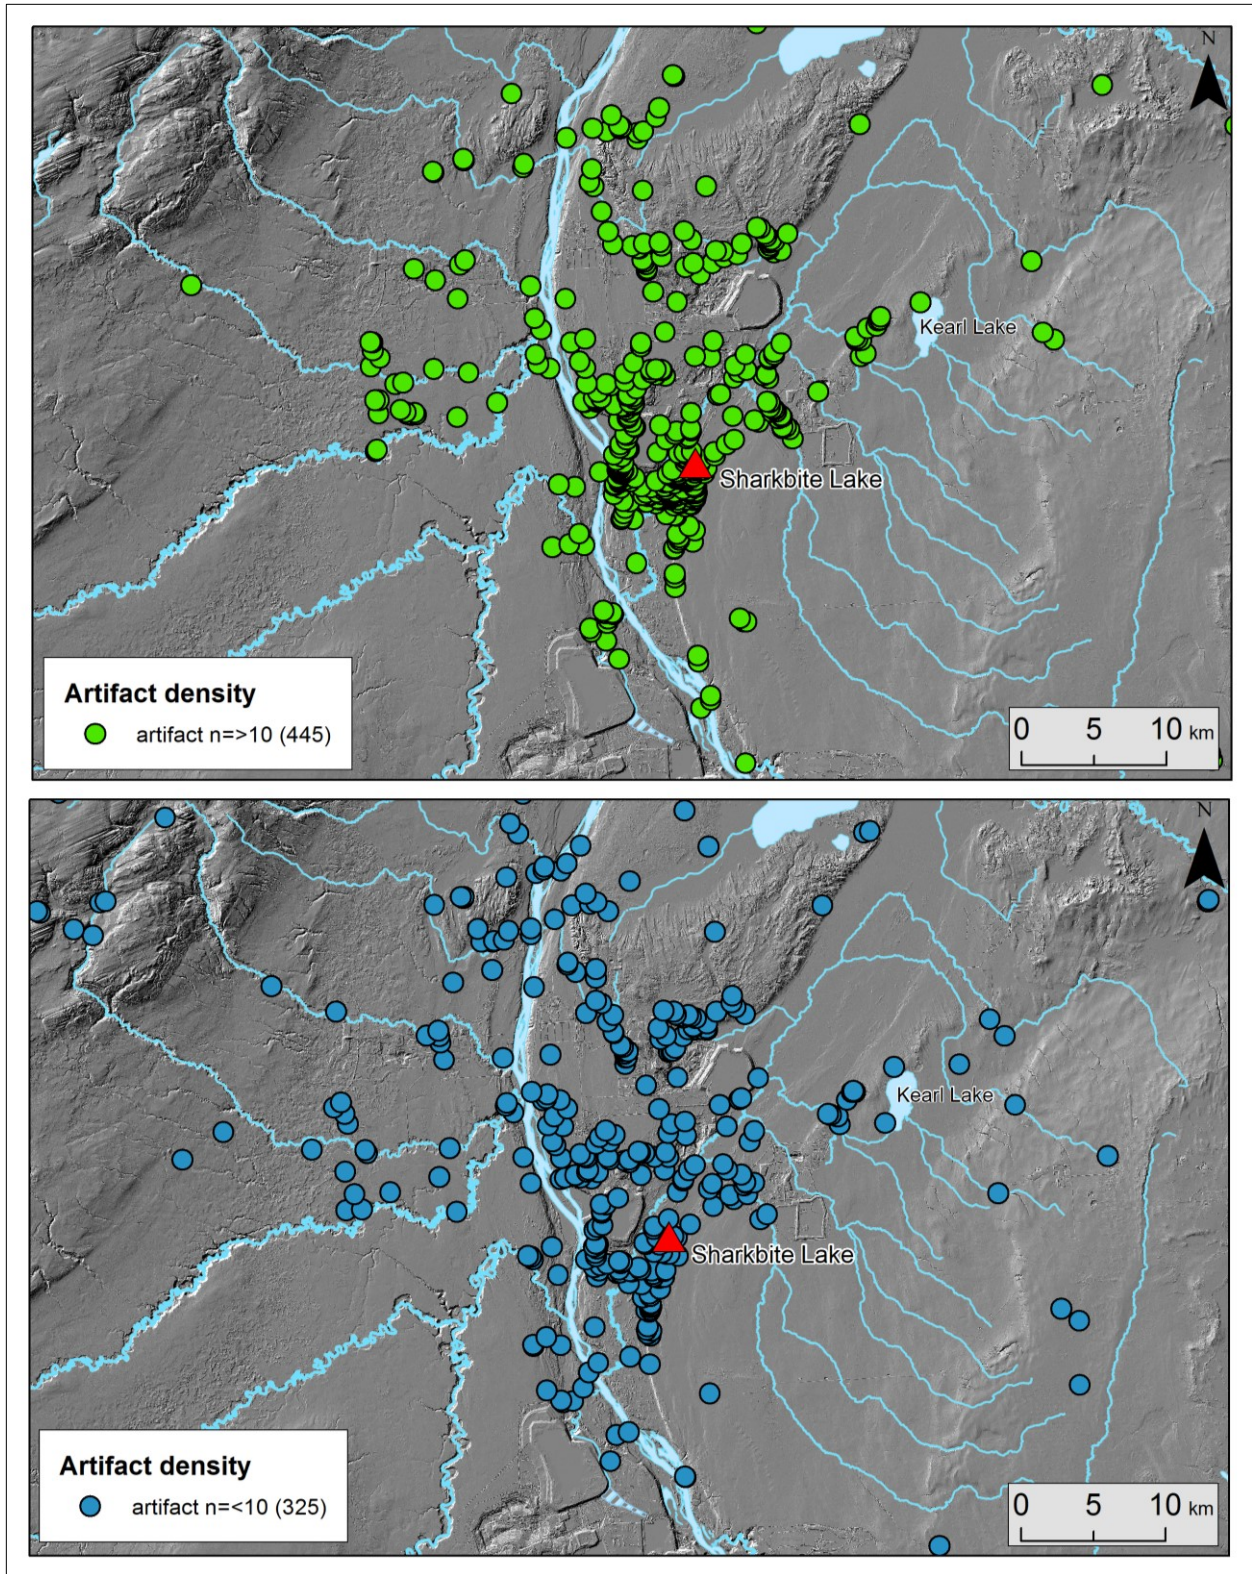 N
Kearl Lake
Sharkbite Lake
Artifact density
artifact n=>10 (445)
0 5 10 km
N
Kearl Lake
Sharkbite Lake
Artifact density
artifact n=<10 (325)
0 5 10 km